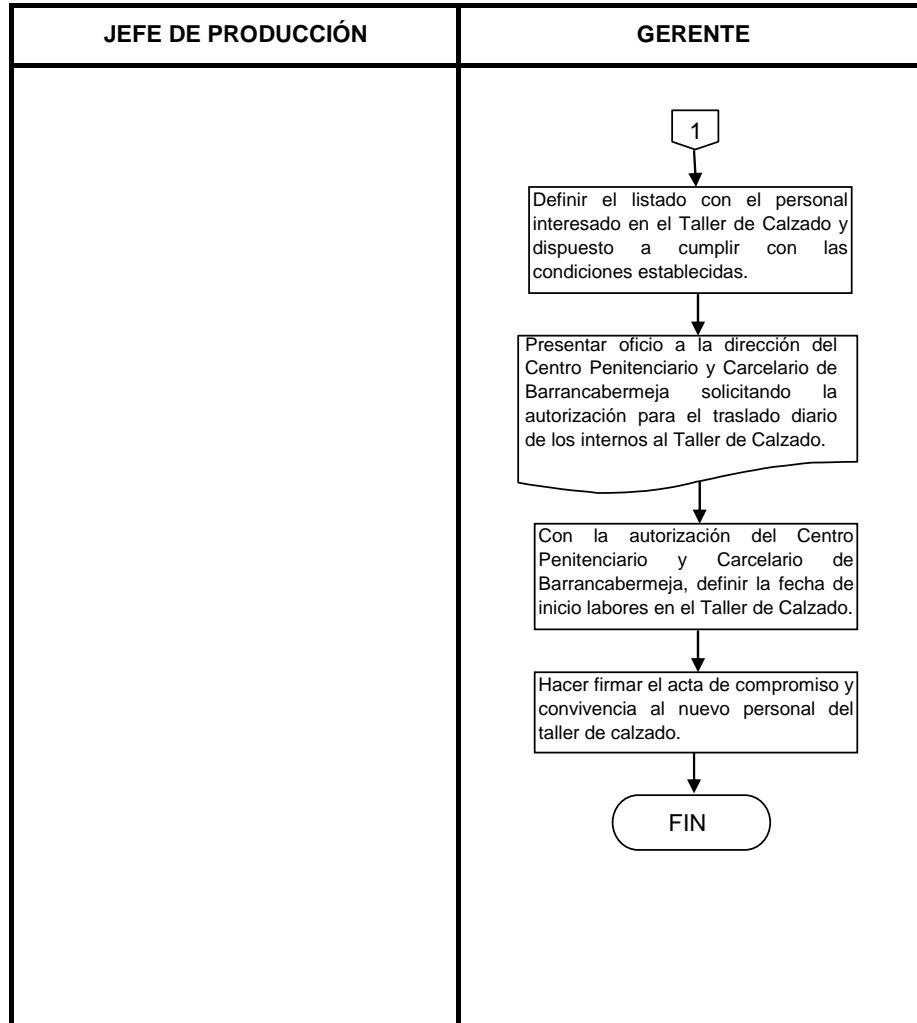 JEFE DE PRODUCCIÓN
GERENTE
1
Definir el listado con el personal
interesado en el Taller de Calzado y
dispuesto a cumplir con las
condiciones establecidas.
Presentar oficio a la dirección del
Centro Penitenciario y Carcelario de
Barrancabermeja solicitando la
autorización para el traslado diario
de los internos al Taller de Calzado.
Con la autorización del Centro
Penitenciario y Carcelario de
Barrancabermeja, definir la fecha de
inicio labores en el Taller de Calzado.
Hacer firmar el acta de compromiso y
convivencia al nuevo personal del
taller de calzado.
FIN